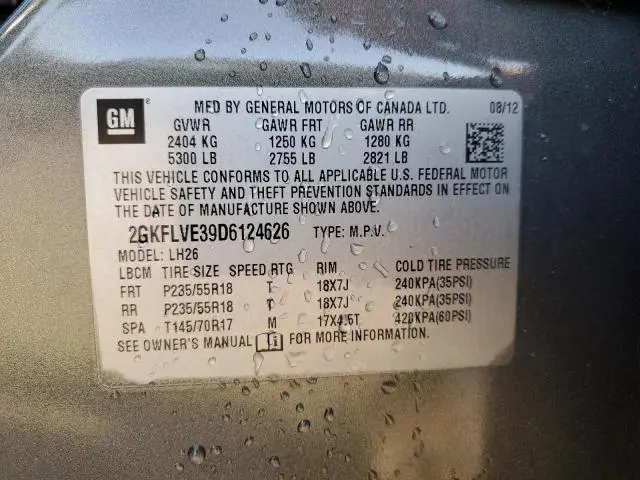 GM
MFD BY GENERAL MOTORS OF CANADA LTD. 08/12
GVWR GAWR FRT GAWR RR
2404 KG 1250 KG 1280 KG
5300 LB 2755 LB 2821 LB
THIS VEHICLE CONFORMS TO ALL APPLICABLE U.S. FEDERAL MOTOR
VEHICLE SAFETY AND THEFT PREVENTION STANDARDS IN EFFECT ON
THE DATE OF MANUFACTURE SHOWN ABOVE.
2GKFLVE39D6124626 TYPE: M.P.V.
MODEL: LH26
LBCM TIRE SIZE SPEED RTG RIM COLD TIRE PRESSURE
FRT P235/55R18 T 18X7J 240KPA(35PSI)
RR P235/55R18 T 18X7J 240KPA(35PSI)
SPA T145/70R17 M 17X4.5T 420KPA(60PSI)
SEE OWNER'S MANUAL FOR MORE INFORMATION.